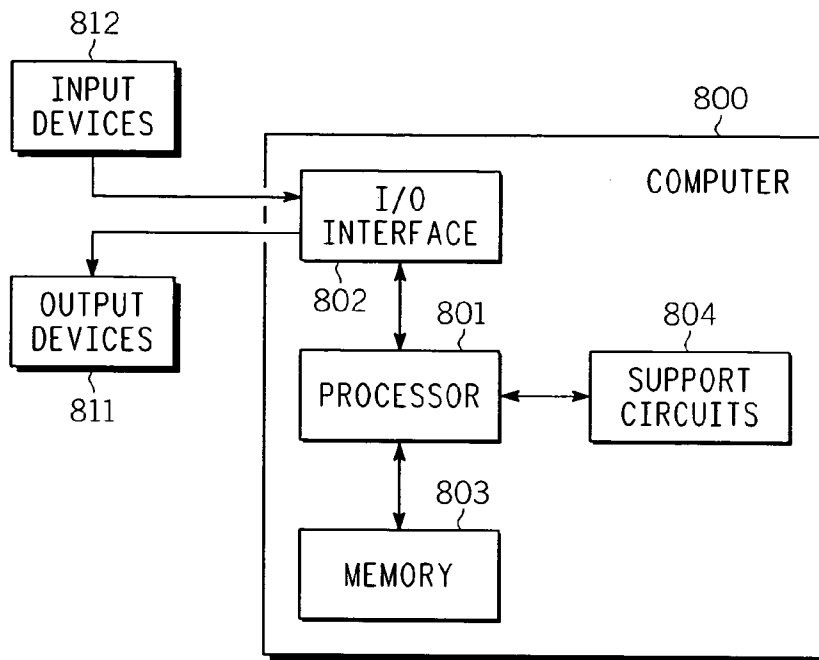 812
INPUT
DEVICES
800
COMPUTER
I/O
INTERFACE
802
OUTPUT
DEVICES
811
801
PROCESSOR
804
SUPPORT
CIRCUITS
803
MEMORY